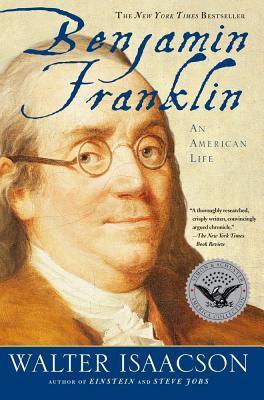 THE NEW YORK TIMES BESTSELLER
Benjamin
Franklin
AN
AMERICAN
LIFE
"A thoroughly researched,
crisply written, convincingly
argued chronicle."
—The New York Times
Book Review
WALTER ISAACSON
AUTHOR OF EINSTEIN AND STEVE JOBS